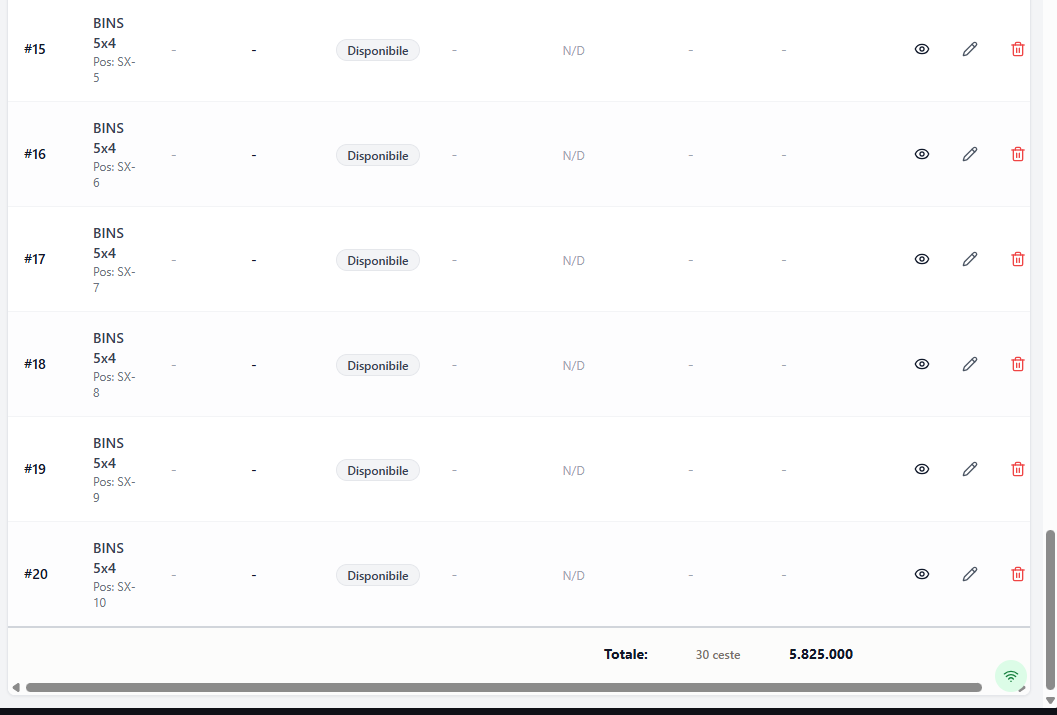 #15 BINS 5x4 - - Disponibile - N/D - -
Pos: SX-
5
#16 BINS 5x4 - - Disponibile - N/D - -
Pos: SX-
6
#17 BINS 5x4 - - Disponibile - N/D - -
Pos: SX-
7
#18 BINS 5x4 - - Disponibile - N/D - -
Pos: SX-
8
#19 BINS 5x4 - - Disponibile - N/D - -
Pos: SX-
9
#20 BINS 5x4 - - Disponibile - N/D - -
Pos: SX-
10
Totale: 30 ceste 5.825.000